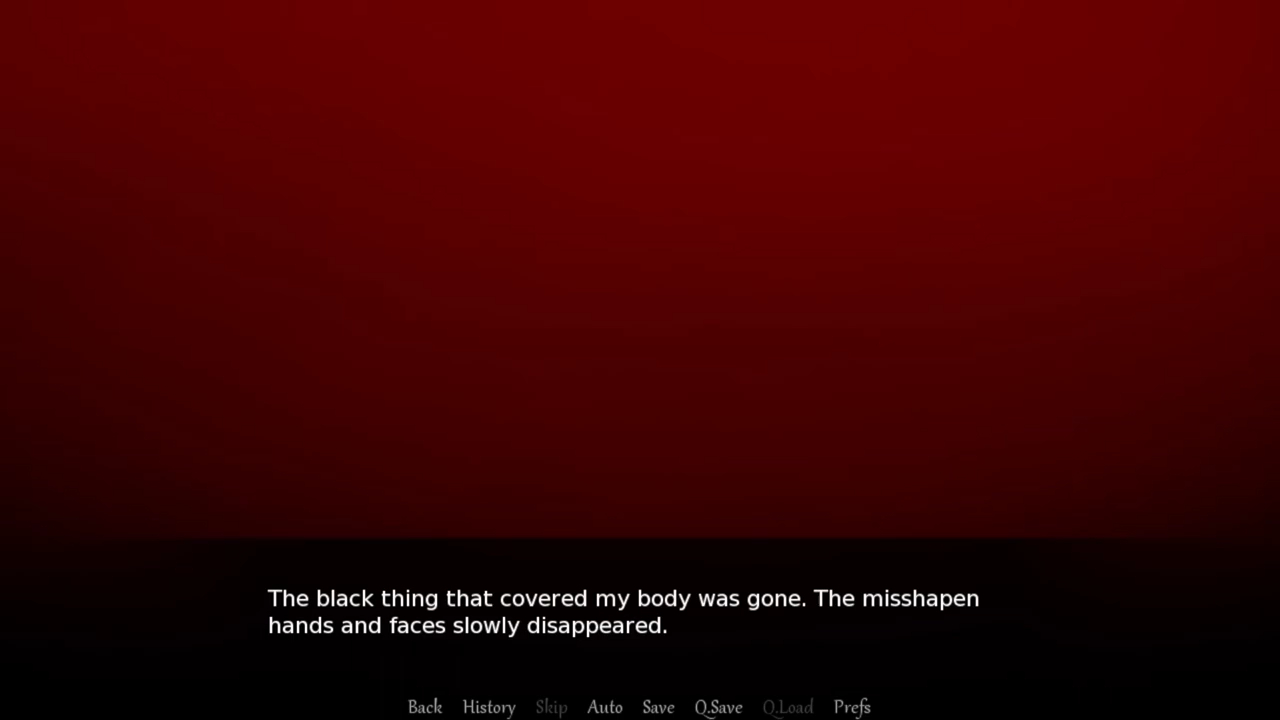 The black thing that covered my body was gone. The misshapen
hands and faces slowly disappeared.
Back History Skip Auto Save Q.Save Q.Load Prefs